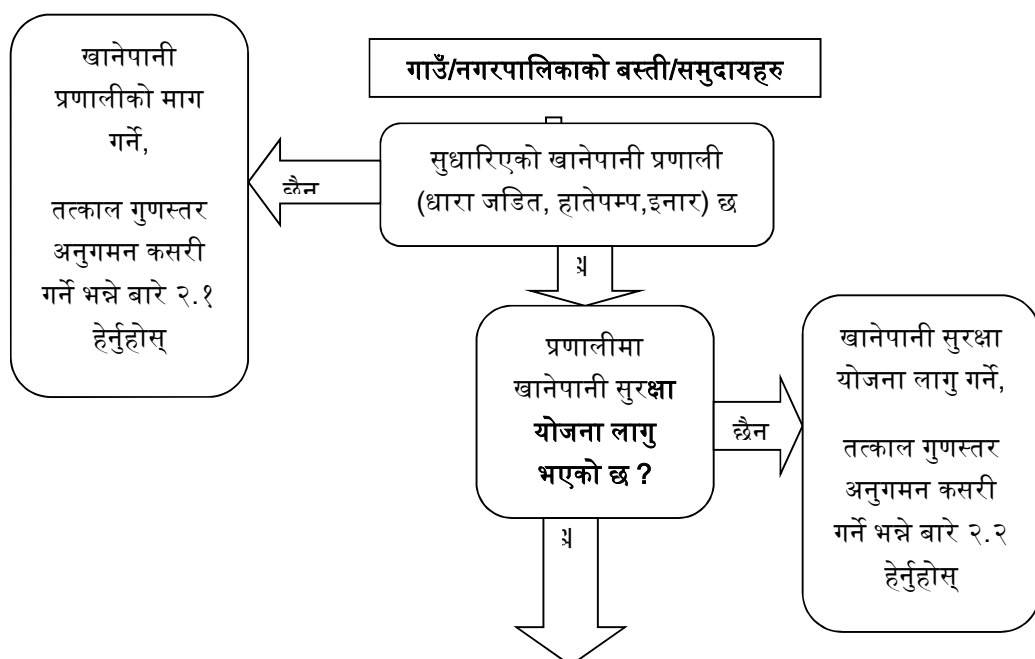 गाउँ/नगरपालिकाको बस्ती/समुदायहरु
सुधारिएको खानेपानी प्रणाली
(धारा जडित, हातेपम्प,इनार) छ
छैन
खानेपानी
प्रणालीको माग
गर्ने,
तत्काल गुणस्तर
अनुगमन कसरी
गर्ने भन्ने बारे २.१
हेर्नुहोस्
प्रणालीमा
खानेपानी सुरक्षा
योजना लागु
भएको छ ?
छैन
खानेपानी सुरक्षा
योजना लागु गर्ने,
तत्काल गुणस्तर
अनुगमन कसरी
गर्ने भन्ने बारे २.२
हेर्नुहोस्